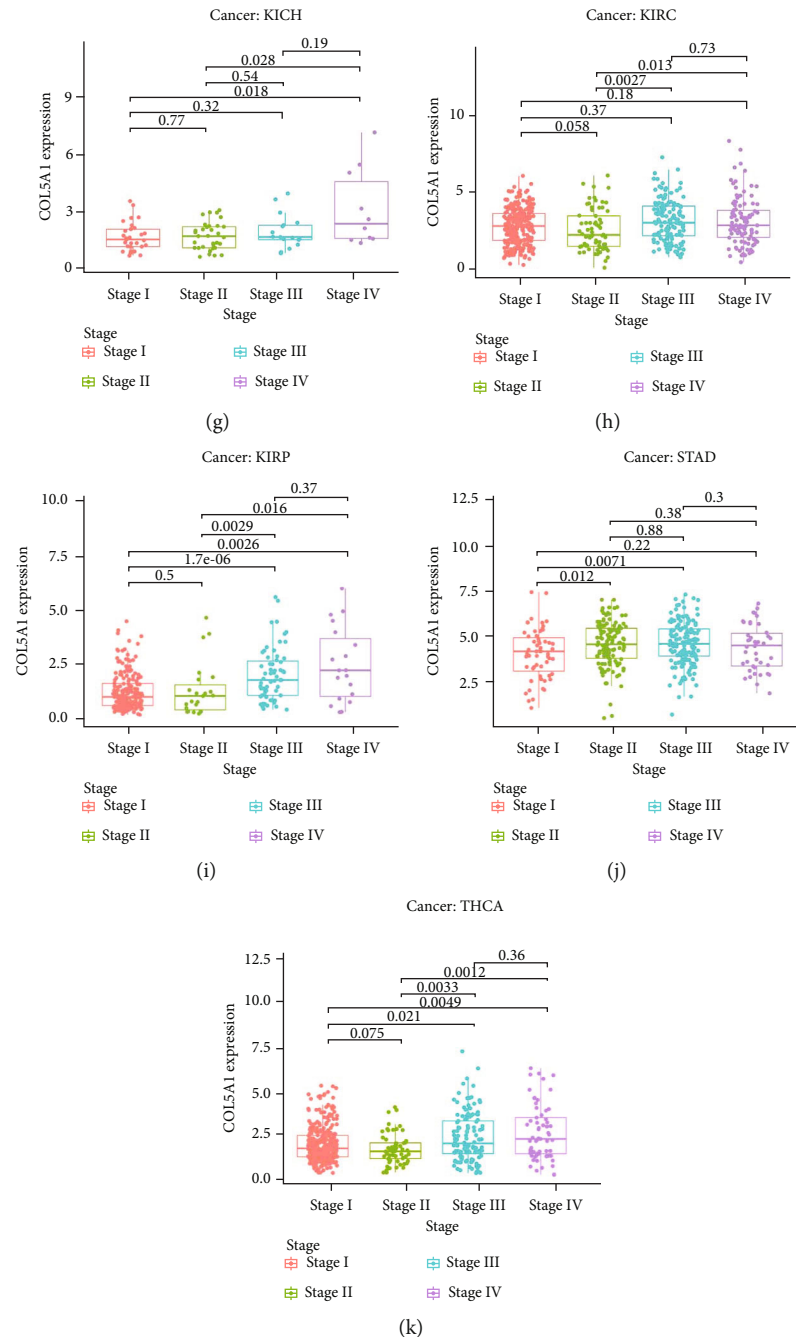 Cancer: KICH
0.19
0.028
0.54
0.018
0.32
0.77
9
6
3
0
COL5A1 expression
Stage I
Stage II
Stage III
Stage IV
Stage
Stage
Stage I
Stage III
Stage II
Stage IV
(g)
Cancer: KIRC
0.73
0.013
0.0027
0.18
0.37
0.058
10
5
0
COL5A1 expression
Stage I
Stage II
Stage III
Stage IV
Stage
Stage
Stage I
Stage III
Stage II
Stage IV
(h)
Cancer: KIRP
10.0
0.37
0.016
0.0029
0.0026
1.7e-06
0.5
7.5
5.0
2.5
0.0
COL5A1 expression
Stage I
Stage II
Stage III
Stage IV
Stage
Stage
Stage I
Stage III
Stage II
Stage IV
(i)
Cancer: STAD
12.5
0.3
0.38
0.88
0.22
0.0071
0.012
10.0
7.5
5.0
2.5
COL5A1 expression
Stage I
Stage II
Stage III
Stage IV
Stage
Stage
Stage I
Stage III
Stage II
Stage IV
(j)
Cancer: THCA
12.5
0.36
0.0012
0.0033
0.0049
0.021
0.075
10.0
7.5
5.0
2.5
0.0
COL5A1 expression
Stage I
Stage II
Stage III
Stage IV
Stage
Stage
Stage I
Stage III
Stage II
Stage IV
(k)